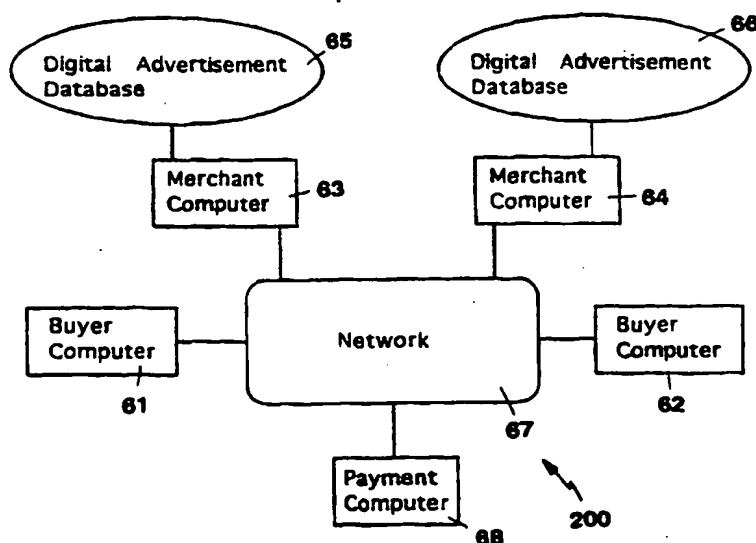 65
Digital Advertisement
Database
66
Digital Advertisement
Database
Merchant
Computer
63
Merchant
Computer
64
Buyer
Computer
61
Network
67
Buyer
Computer
62
Payment
Computer
68
200